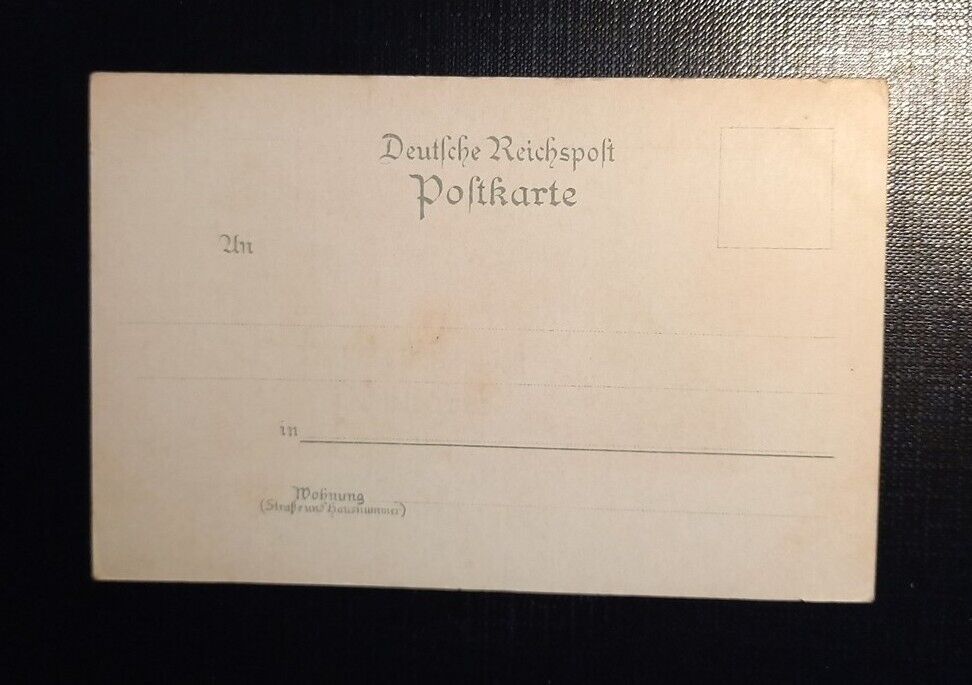 Deutſche Reichspoſt
Poſtkarte
An
in
Wohnung
(Straße und Hausnummer)